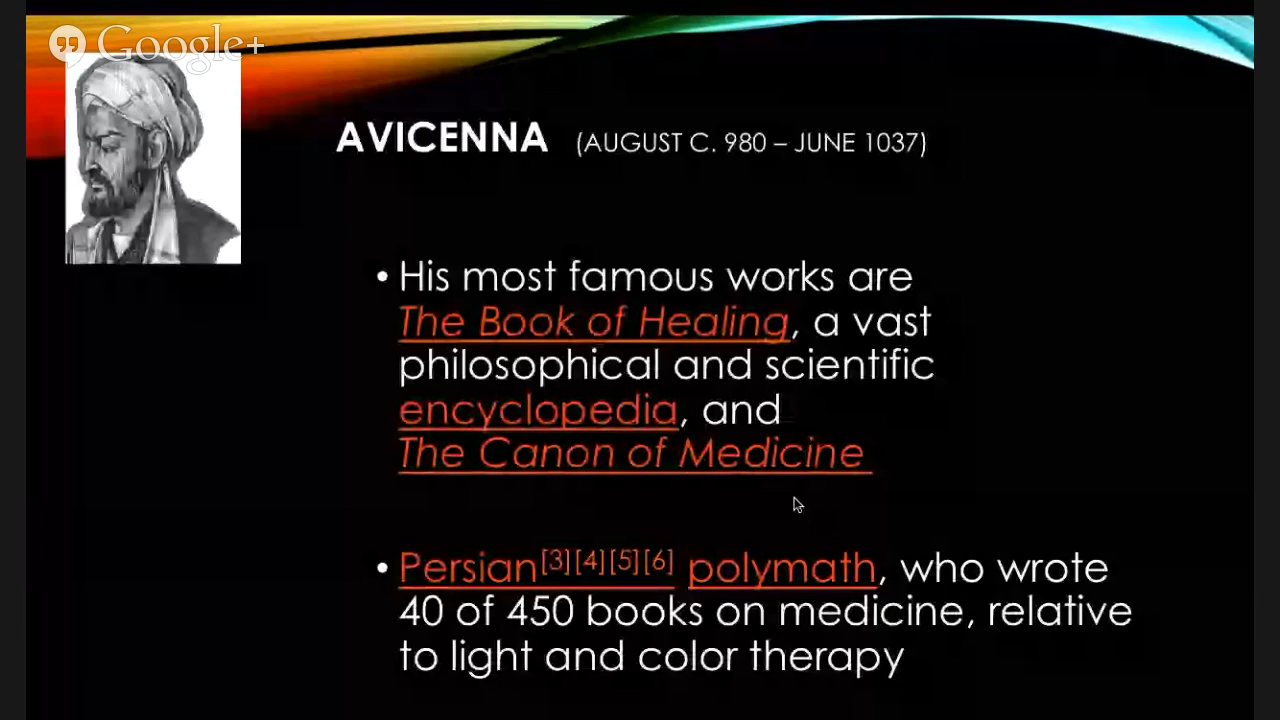 Google+
AVICENNA (AUGUST C. 980 – JUNE 1037)
• His most famous works are
The Book of Healing, a vast
philosophical and scientific
encyclopedia, and
The Canon of Medicine
• Persian[3][4][5][6] polymath, who wrote
40 of 450 books on medicine, relative
to light and color therapy